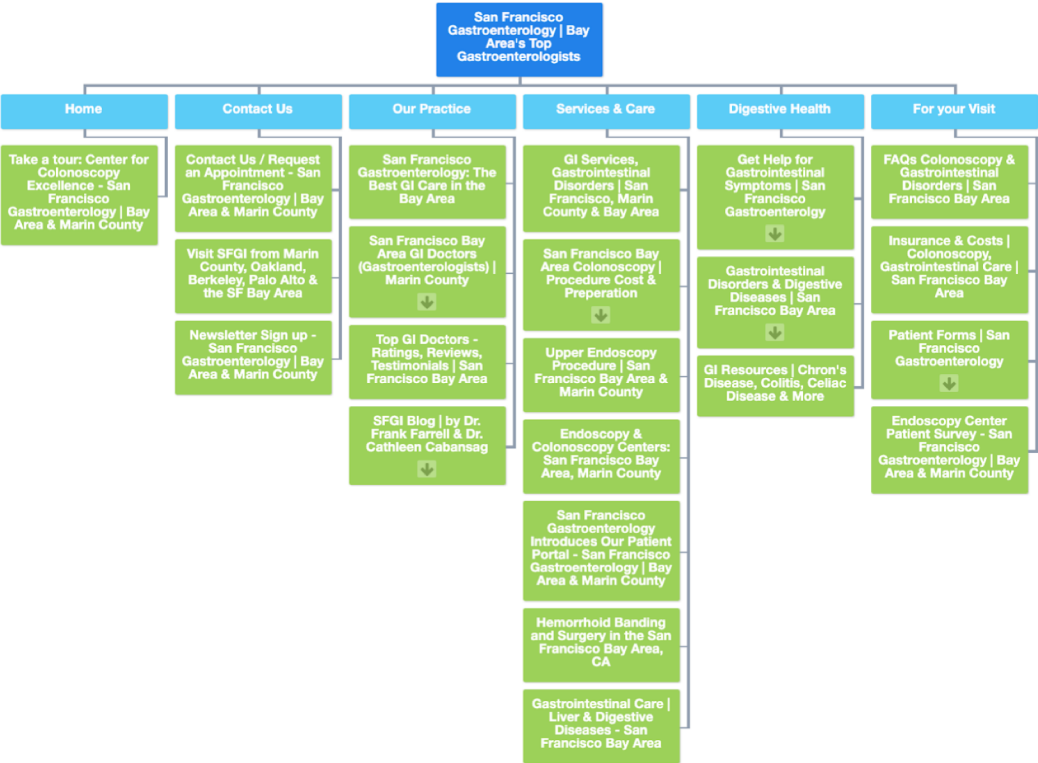 San Francisco
Gastroenterology | Bay
Area's Top
Gastroenterologists
Home
Contact Us
Our Practice
Services & Care
Digestive Health
For your Visit
Take a tour: Center for
Colonoscopy
Excellence - San
Francisco
Gastroenterology | Bay
Area & Marin County
Contact Us / Request
an Appointment - San
Francisco
Gastroenterology | Bay
Area & Marin County
Visit SFGI from Marin
County, Oakland,
Berkeley, Palo Alto &
the SF Bay Area
Newsletter Sign up -
San Francisco
Gastroenterology | Bay
Area & Marin County
San Francisco
Gastroenterology: The
Best GI Care in the
Bay Area
San Francisco Bay
Area GI Doctors
(Gastroenterologists) |
Marin County
Top GI Doctors -
Ratings, Reviews,
Testimonials | San
Francisco Bay Area
SFGI Blog | by Dr.
Frank Farrell & Dr.
Cathleen Cabansag
GI Services,
Gastrointestinal
Disorders | San
Francisco, Marin
County & Bay Area
San Francisco Bay
Area Colonoscopy |
Procedure Cost &
Preperation
Upper Endoscopy
Procedure | San
Francisco Bay Area &
Marin County
Endoscopy &
Colonoscopy Centers:
San Francisco Bay
Area, Marin County
San Francisco
Gastroenterology
Introduces Our Patient
Portal - San Francisco
Gastroenterology | Bay
Area & Marin County
Hemorrhoid Banding
and Surgery in the San
Francisco Bay Area,
CA
Gastrointestinal Care |
Liver & Digestive
Diseases - San
Francisco Bay Area
Get Help for
Gastrointestinal
Symptoms | San
Francisco
Gastroenterolgy
Gastrointestinal
Disorders & Digestive
Diseases | San
Francisco Bay Area
GI Resources | Chron's
Disease, Colitis, Celiac
Disease & More
FAQs Colonoscopy &
Gastrointestinal
Disorders | San
Francisco Bay Area
Insurance & Costs |
Colonoscopy,
Gastrointestinal Care |
San Francisco Bay
Area
Patient Forms | San
Francisco
Gastroenterology
Endoscopy Center
Patient Survey - San
Francisco
Gastroenterology | Bay
Area & Marin County